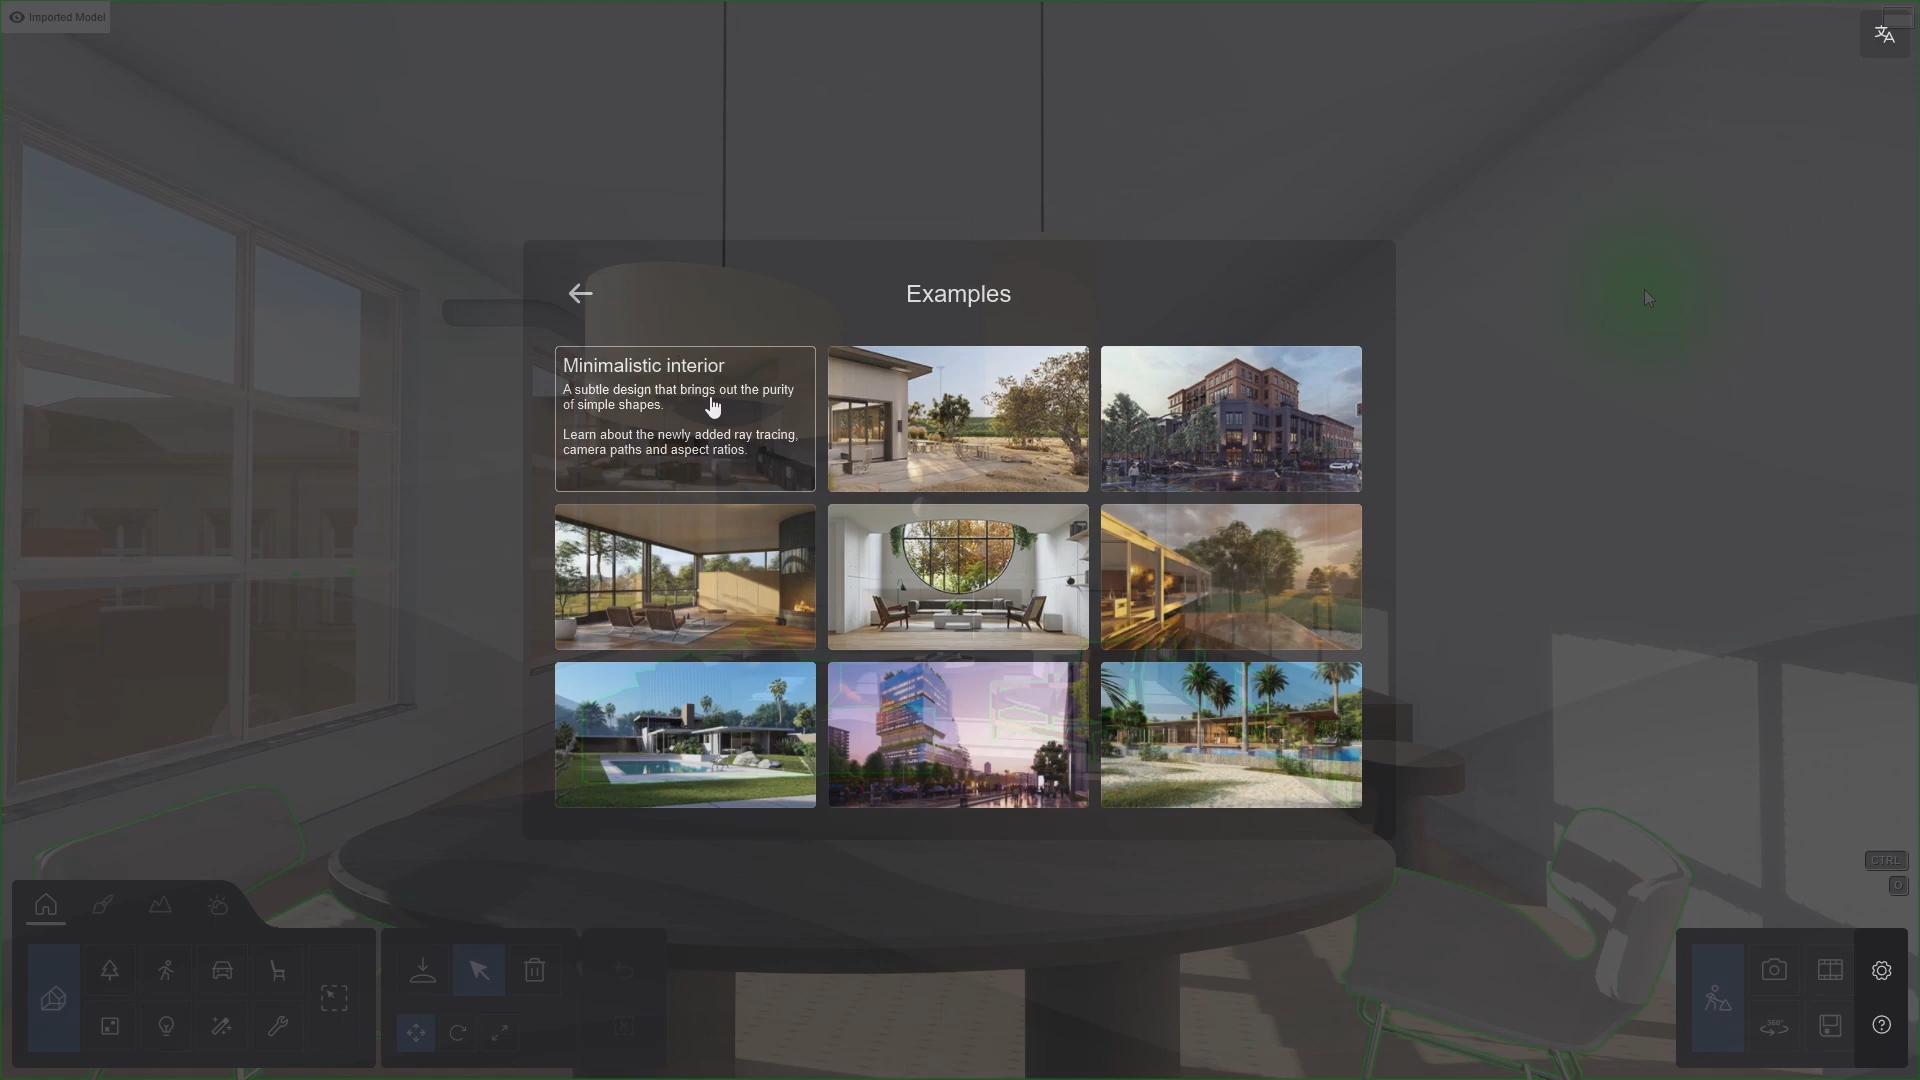 Imported Model
Examples
Minimalistic interior
A subtle design that brings out the purity
of simple shapes.
Learn about the newly added ray tracing,
camera paths and aspect ratios.
CTRL
O
360°